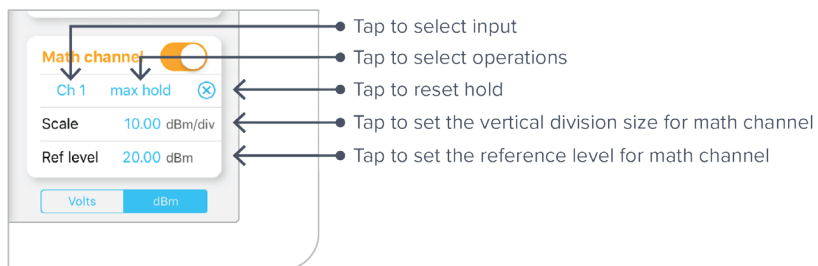 Tap to select input
Tap to select operations
Math channel
Ch 1 max hold Tap to reset hold
Scale 10.00 dBm/div Tap to set the vertical division size for math channel
Ref level 20.00 dBm Tap to set the reference level for math channel
Volts dBm